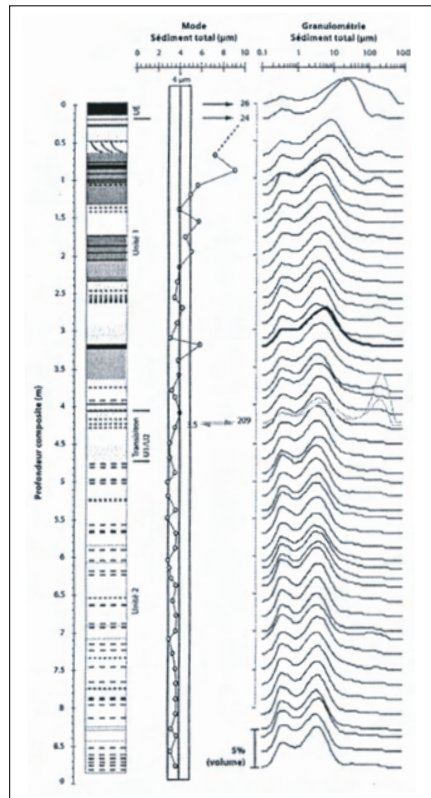 Mode
Sédiment total (µm)
0 2 4 6 8 10
4 µm
Granulométrie
Sédiment total (µm)
0.1 1 10 100 1000
Profondeur composite (m)
0
0.5
1
1.5
2
2.5
3
3.5
4
4.5
5
5.5
6
6.5
7
7.5
8
8.5
9
UE
Unité 1
Transition
U1/U2
Unité 2
26
24
3.5
209
5%
(volume)